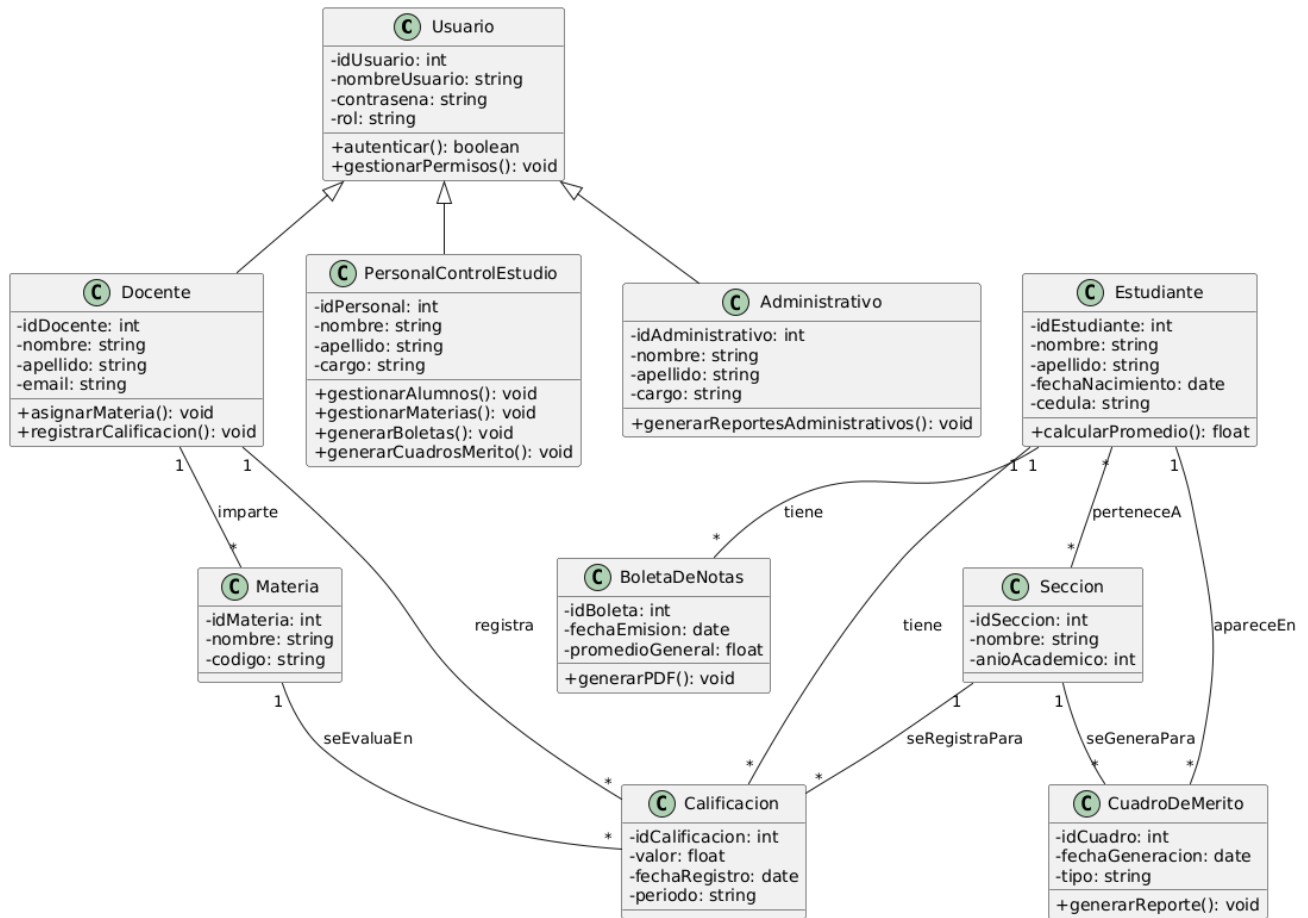 C Usuario
-idUsuario: int
-nombreUsuario: string
-contrasena: string
-rol: string
+autenticar(): boolean
+gestionarPermisos(): void
C Docente
-idDocente: int
-nombre: string
-apellido: string
-email: string
+asignarMateria(): void
+registrarCalificacion(): void
C PersonalControlEstudio
-idPersonal: int
-nombre: string
-apellido: string
-cargo: string
+gestionarAlumnos(): void
+gestionarMaterias(): void
+generarBoletas(): void
+generarCuadrosMerito(): void
C Administrativo
-idAdministrativo: int
-nombre: string
-apellido: string
-cargo: string
+generarReportesAdministrativos(): void
C Estudiante
-idEstudiante: int
-nombre: string
-apellido: string
-fechaNacimiento: date
-cedula: string
+calcularPromedio(): float
1 1 1 1 * 1
imparte
tiene
perteneceA
* * *
C Materia
-idMateria: int
-nombre: string
-codigo: string
registra
C BoletaDeNotas
-idBoleta: int
-fechaEmision: date
-promedioGeneral: float
+generarPDF(): void
tiene
C Seccion
-idSeccion: int
-nombre: string
-anioAcademico: int
apareceEn
1 1 1
seEvaluaEn
seRegistraPara
seGeneraPara
* * * * *
*
C Calificacion
-idCalificacion: int
-valor: float
-fechaRegistro: date
-periodo: string
C CuadroDeMerito
-idCuadro: int
-fechaGeneracion: date
-tipo: string
+generarReporte(): void